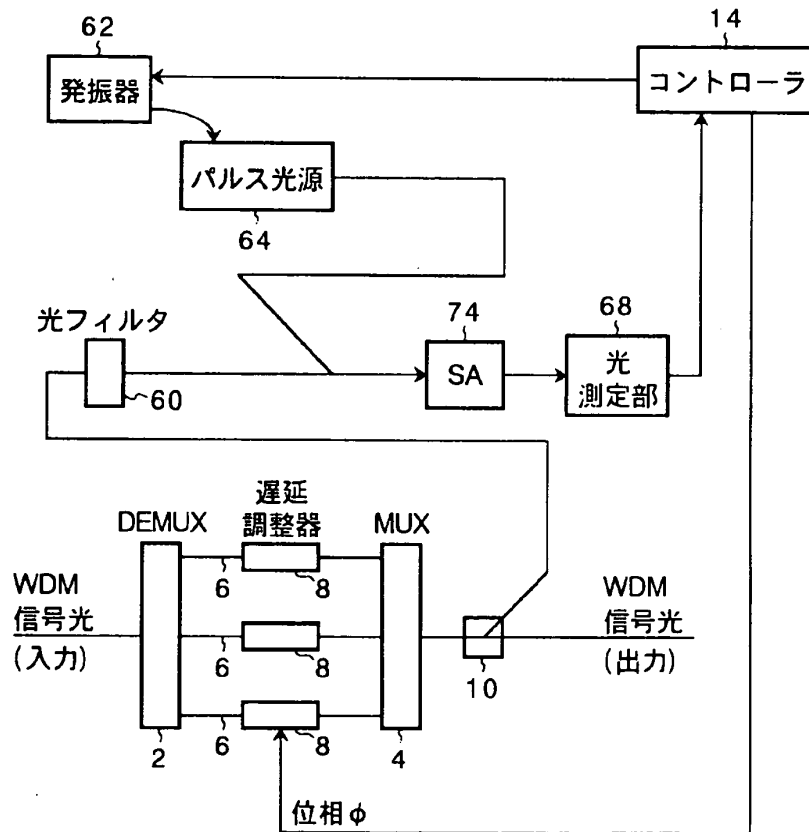 62
発振器
14
コントローラ
パルス光源
64
光フィルタ
60
74
SA
68
光
測定部
DEMUX
遅延
調整器
MUX
WDM
信号光
(入力)
6
8
6
8
6
8
2
4
10
WDM
信号光
(出力)
位相φ